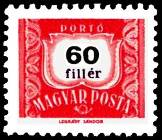 PORTÓ
60
fillér
MAGYAR POSTA
LEGRÁDY SÁNDOR